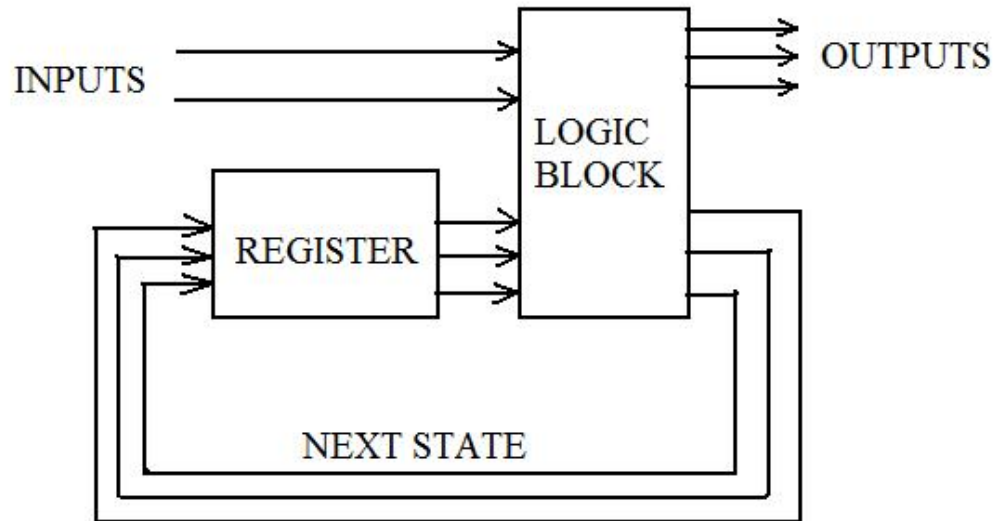 INPUTS
LOGIC
BLOCK
OUTPUTS
REGISTER
NEXT STATE